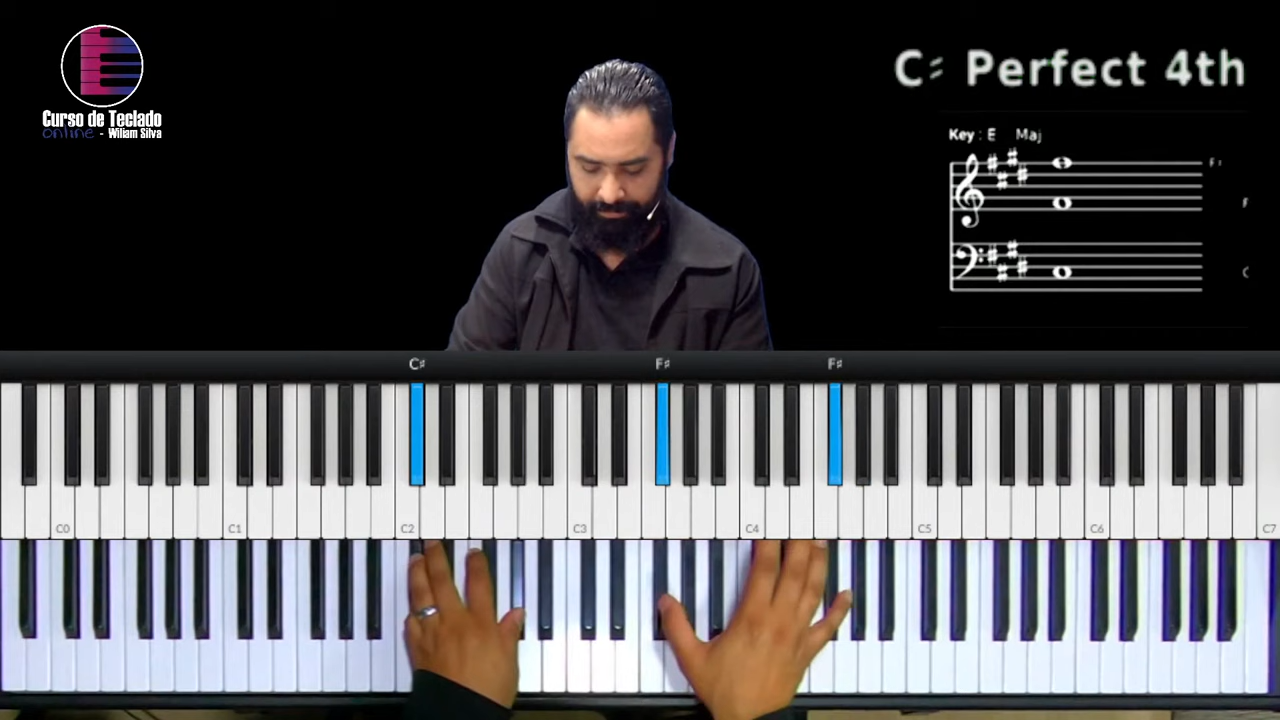 Curso de Teclado
online - Wiliam Silva
C♯ Perfect 4th
Key : E Maj
F♯
F
C
C♯ F♯ F♯
C0 C1 C2 C3 C4 C5 C6 C7